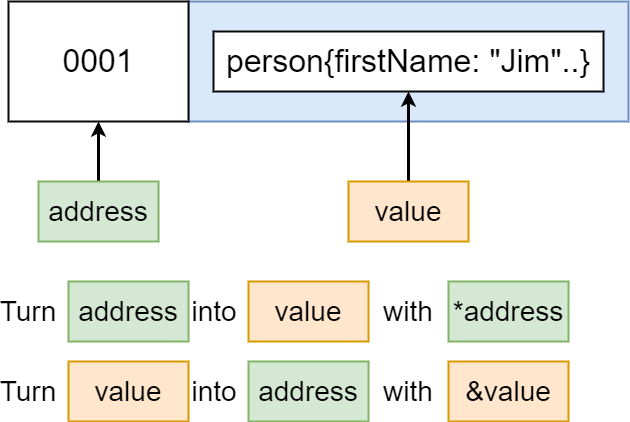 0001 person{firstName: "Jim"..}
address value
Turn address into value with *address
Turn value into address with &value